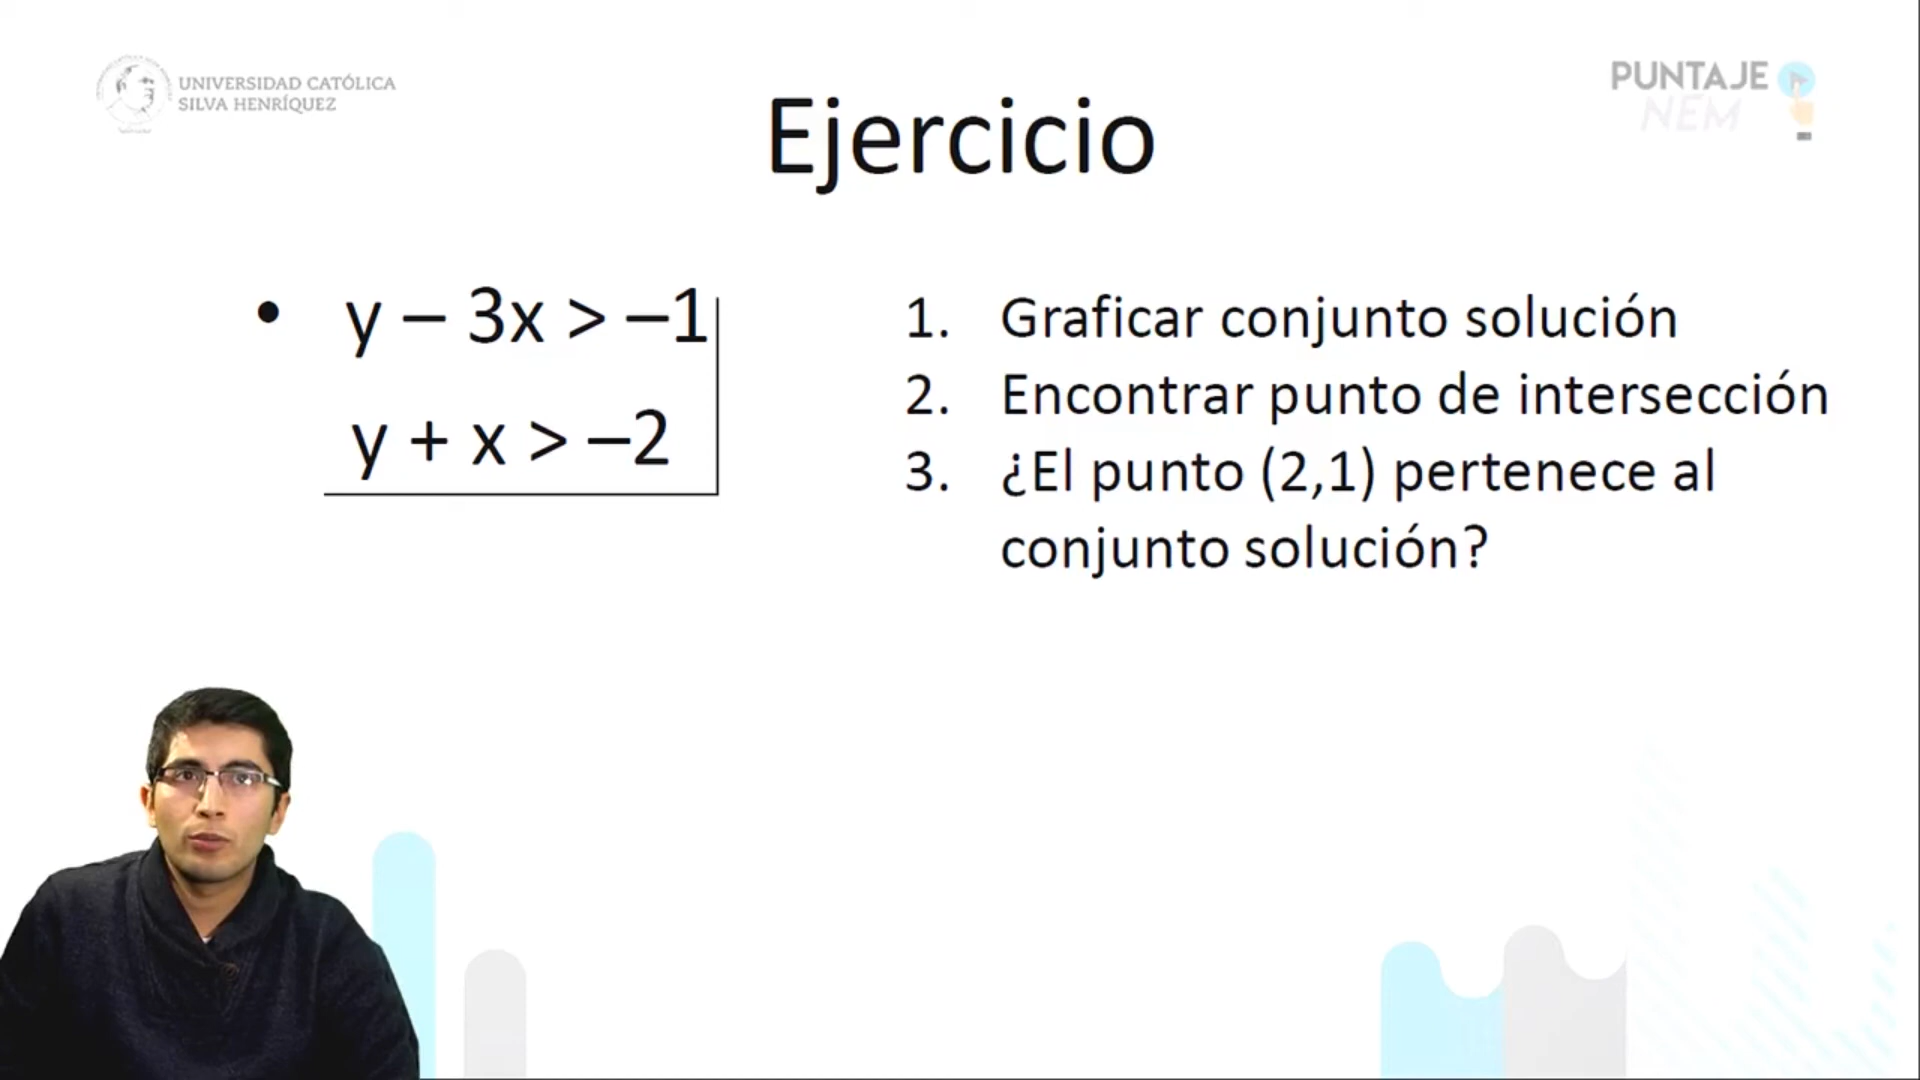 UNIVERSIDAD CATÓLICA
SILVA HENRÍQUEZ
PUNTAJE
NEM
Ejercicio
• y – 3x > –1
y + x > –2
1. Graficar conjunto solución
2. Encontrar punto de intersección
3. ¿El punto (2,1) pertenece al
conjunto solución?